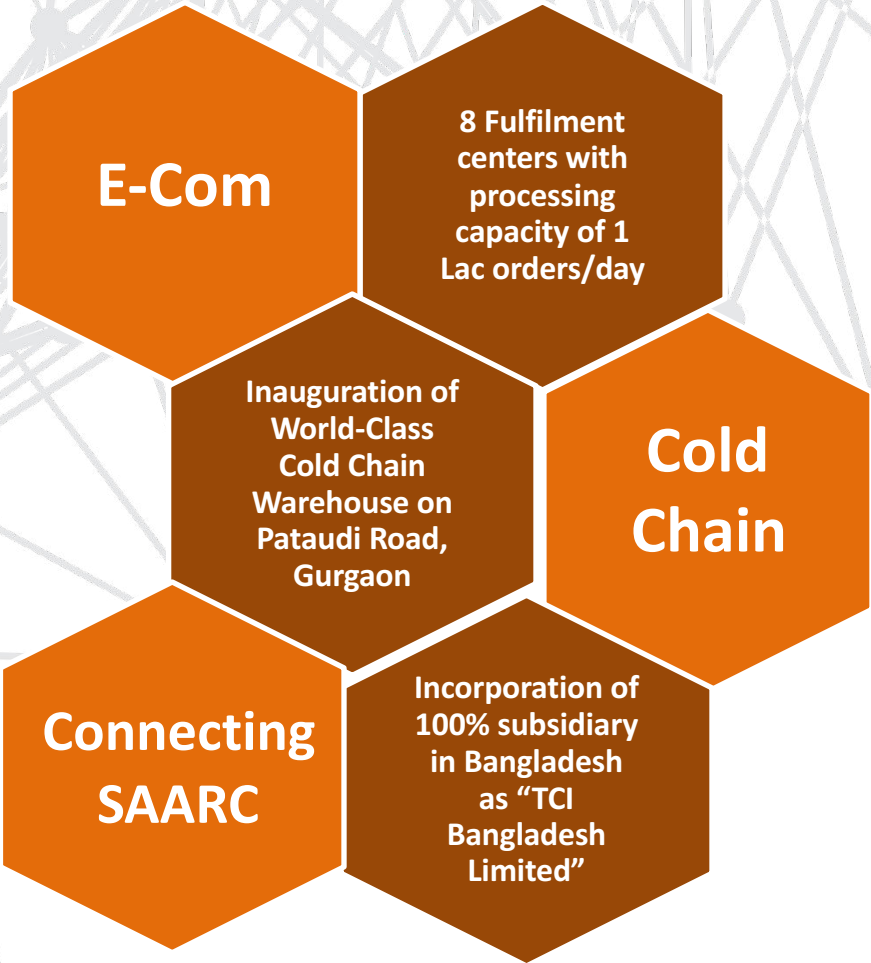 E-Com
8 Fulfilment
centers with
processing
capacity of 1
Lac orders/day
Inauguration of
World-Class
Cold Chain
Warehouse on
Pataudi Road,
Gurgaon
Cold
Chain
Connecting
SAARC
Incorporation of
100% subsidiary
in Bangladesh
as “TCI
Bangladesh
Limited”